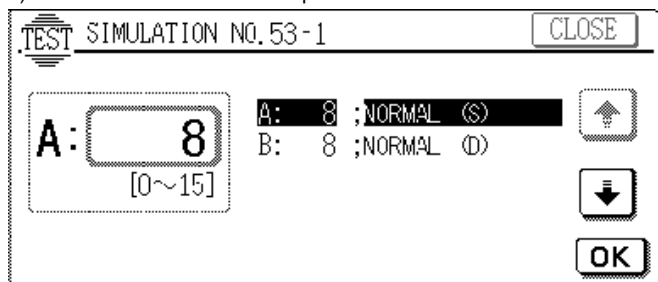 TEST SIMULATION NO.53-1 CLOSE
A: 8
[0~15]
A: 8 ;NORMAL (S)
B: 8 ;NORMAL (D)
OK